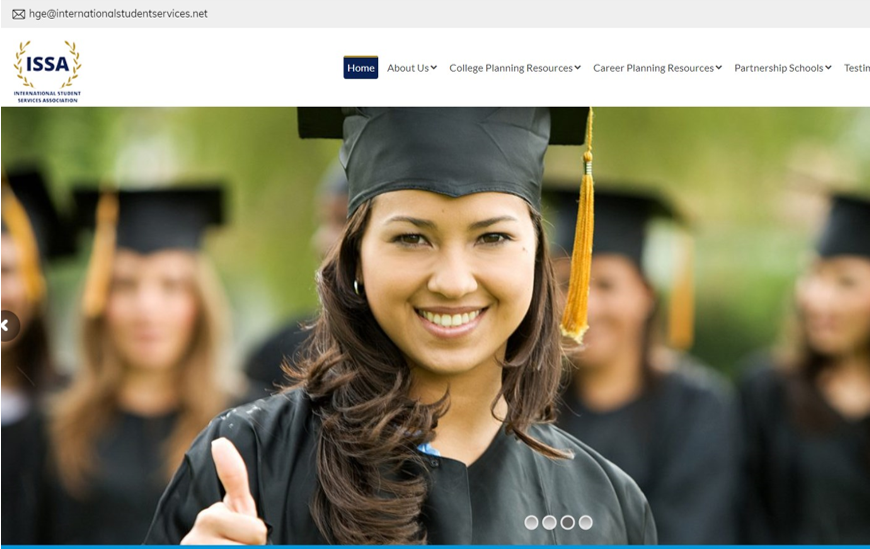 hge@internationalstudentservices.net
ISSA
INTERNATIONAL STUDENT
SERVICES ASSOCIATION
Home About Us College Planning Resources Career Planning Resources Partnership Schools Testin